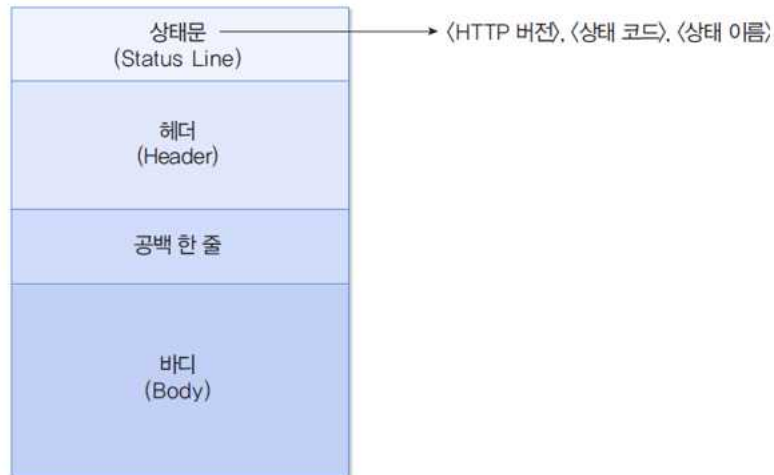 상태문
(Status Line)
〈HTTP 버전〉, 〈상태 코드〉, 〈상태 이름〉
헤더
(Header)
공백 한 줄
바디
(Body)